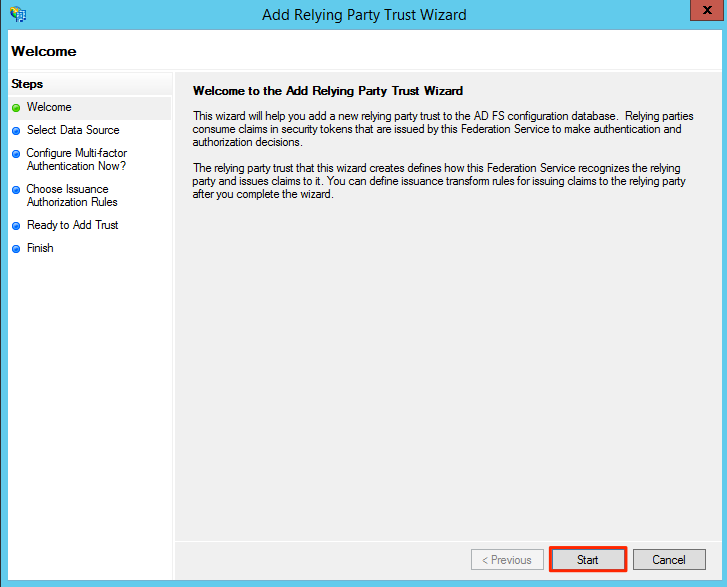 Add Relying Party Trust Wizard
x
Welcome
Steps
Welcome
Select Data Source
Configure Multi-factor
Authentication Now?
Choose Issuance
Authorization Rules
Ready to Add Trust
Finish
Welcome to the Add Relying Party Trust Wizard
This wizard will help you add a new relying party trust to the AD FS configuration database.  Relying parties
consume claims in security tokens that are issued by this Federation Service to make authentication and
authorization decisions.
The relying party trust that this wizard creates defines how this Federation Service recognizes the relying
party and issues claims to it. You can define issuance transform rules for issuing claims to the relying party
after you complete the wizard.
< Previous
Start
Cancel